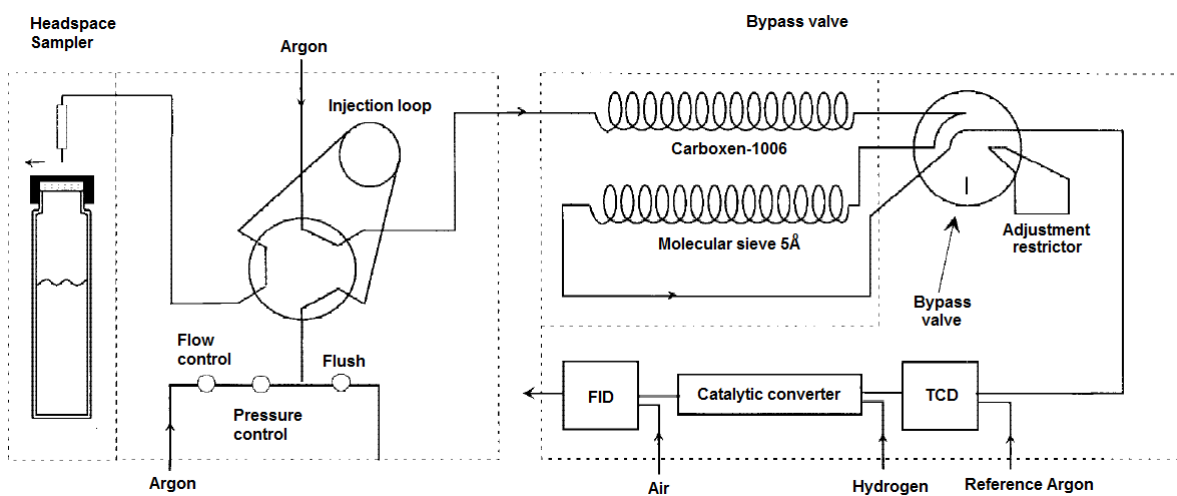 Headspace
Sampler
Argon
Injection loop
Flow
control
Flush
Pressure
control
Argon
Bypass valve
Carboxen-1006
Molecular sieve 5Å
Adjustment
restrictor
Bypass
valve
FID
Catalytic converter
TCD
Air
Hydrogen
Reference Argon